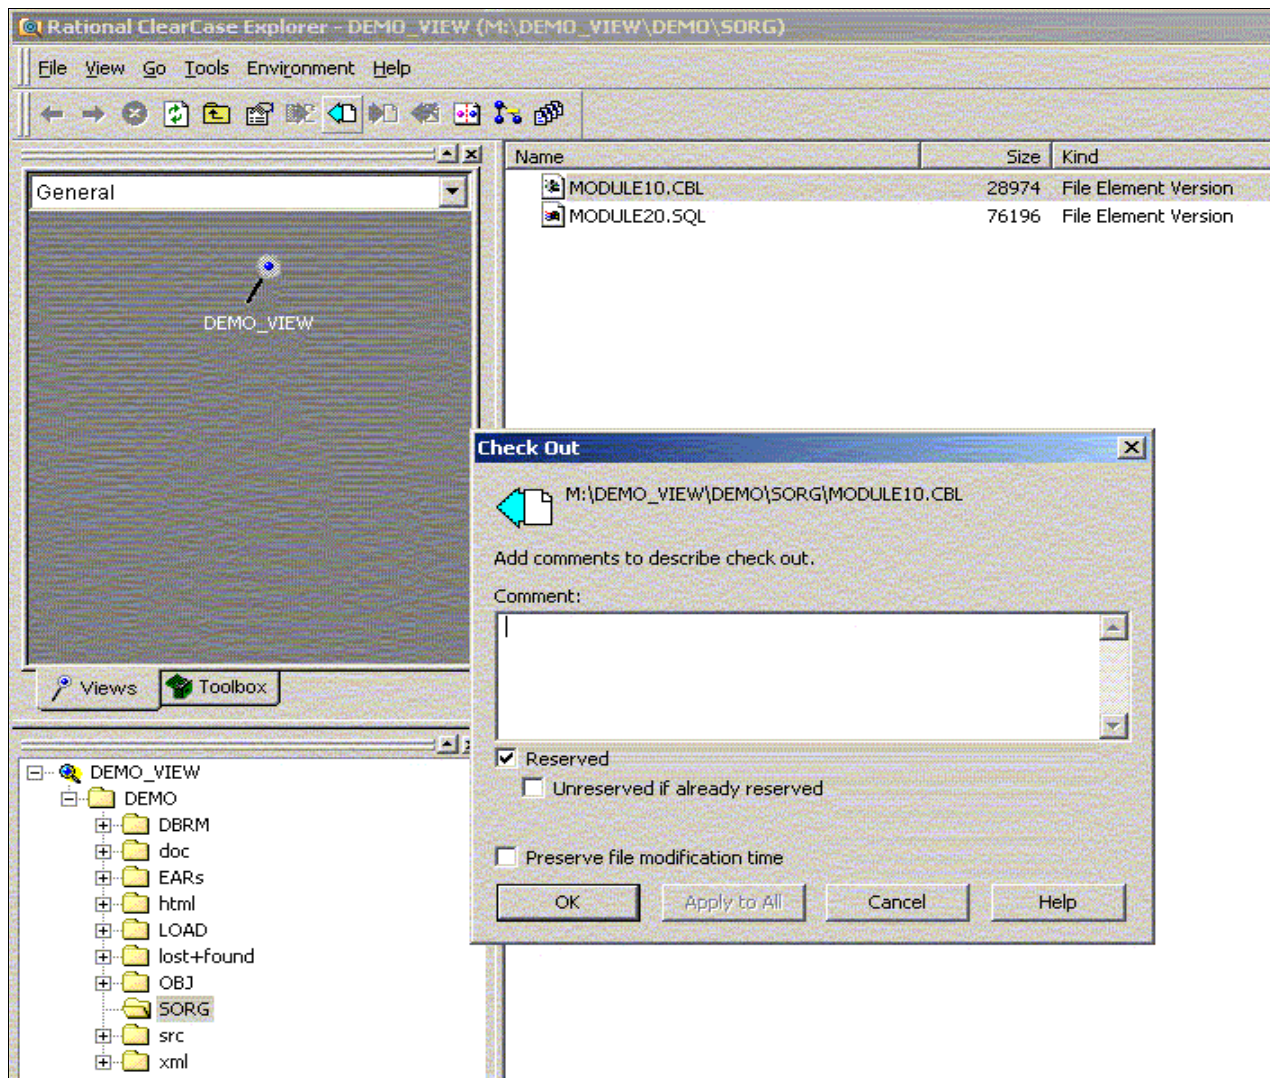 Rational ClearCase Explorer - DEMO_VIEW (M:\DEMO_VIEW\DEMO\SORG)
File View Go Tools Environment Help
General
DEMO_VIEW
Views Toolbox
Name Size Kind
MODULE10.CBL 28974 File Element Version
MODULE20.SQL 76196 File Element Version
Check Out
M:\DEMO_VIEW\DEMO\SORG\MODULE10.CBL
Add comments to describe check out.
Comment:
Reserved
Unreserved if already reserved
Preserve file modification time
OK Apply to All Cancel Help
DEMO_VIEW
DEMO
DBRM
doc
EARs
html
LOAD
lost+found
OBJ
SORG
src
xml